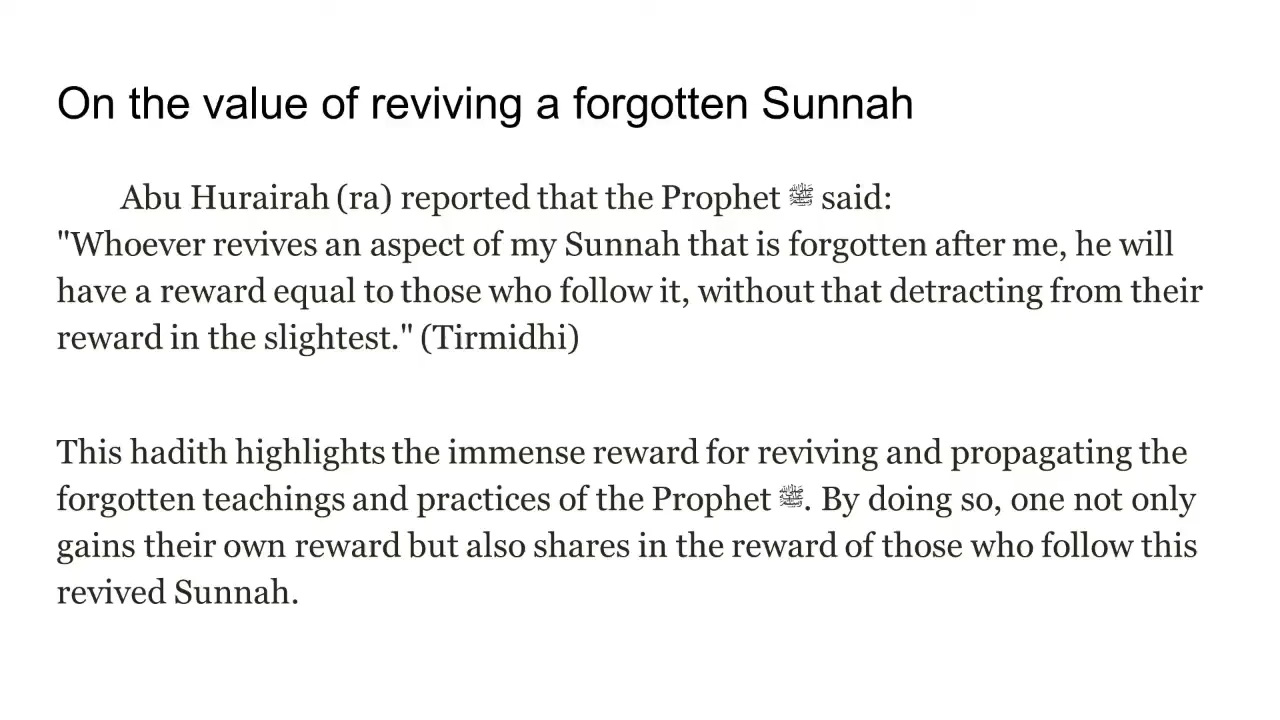 On the value of reviving a forgotten Sunnah
Abu Hurairah (ra) reported that the Prophet ﷺ said:
"Whoever revives an aspect of my Sunnah that is forgotten after me, he will
have a reward equal to those who follow it, without that detracting from their
reward in the slightest." (Tirmidhi)
This hadith highlights the immense reward for reviving and propagating the
forgotten teachings and practices of the Prophet ﷺ. By doing so, one not only
gains their own reward but also shares in the reward of those who follow this
revived Sunnah.